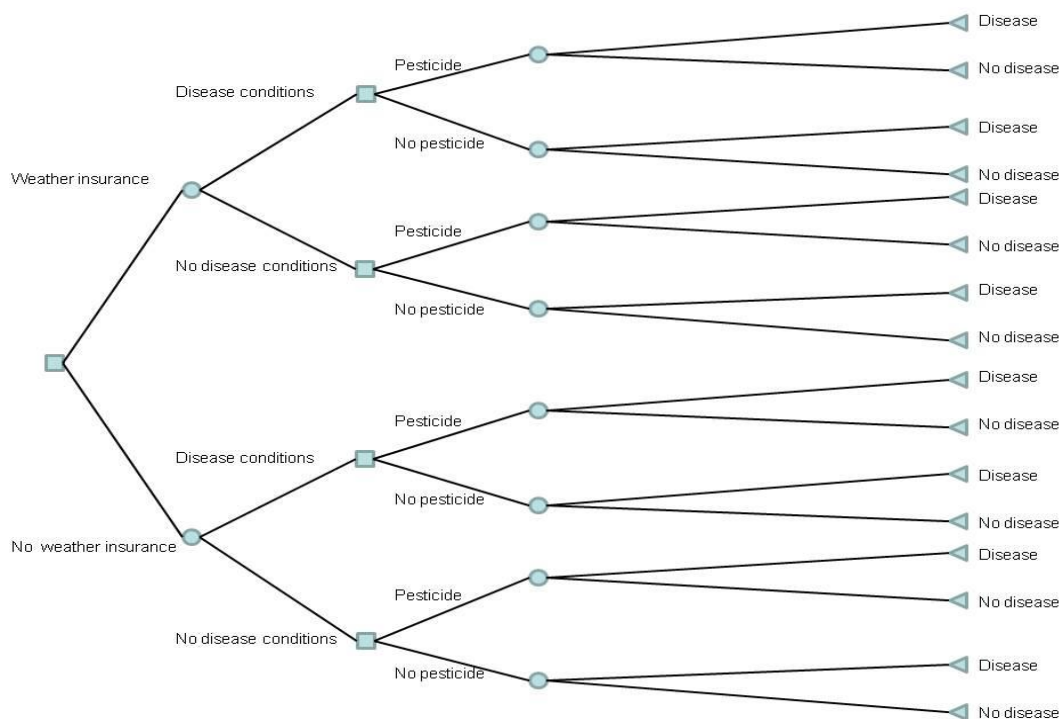 Disease
Pesticide
No disease
Disease conditions
Disease
No pesticide
No disease
Weather insurance
Disease
Pesticide
No disease
No disease conditions
Disease
No pesticide
No disease
Disease
Pesticide
No disease
Disease conditions
Disease
No pesticide
No disease
No weather insurance
Disease
Pesticide
No disease
No disease conditions
Disease
No pesticide
No disease